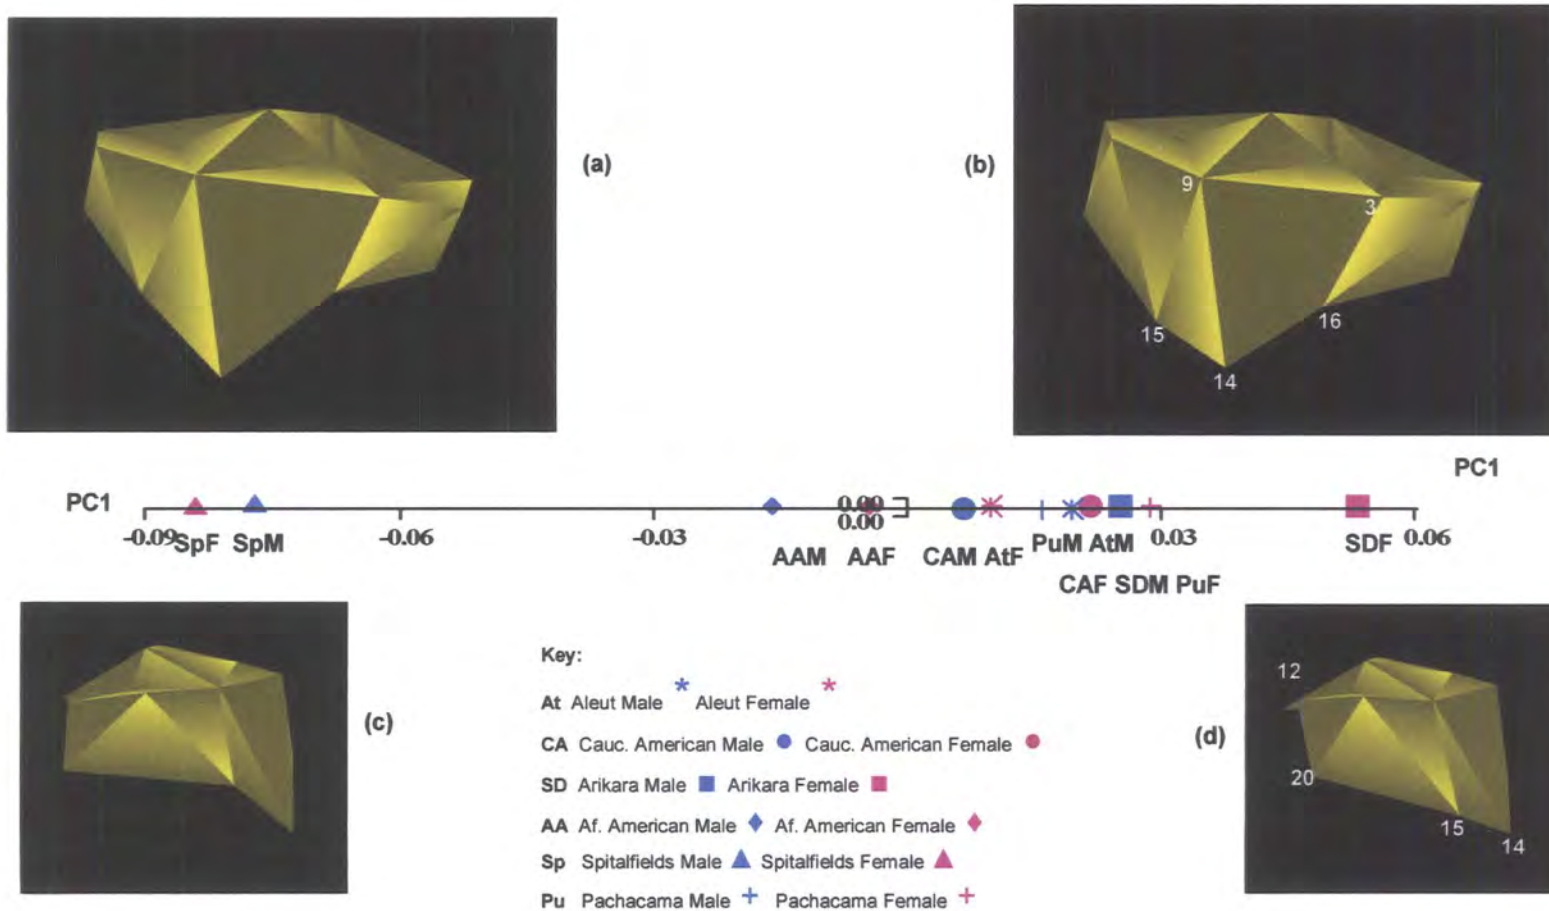 (a)
(b)
9
3
15
16
14
PC1
PC1
0.00
0.00
-0.09
-0.06
-0.03
0.03
0.06
SpF SpM
AAM AAF CAM AtF PuM AtM SDF
CAF SDM PuF
(c)
(d)
12
20
15
14
Key:
At Aleut Male Aleut Female
CA Cauc. American Male Cauc. American Female
SD Arikara Male Arikara Female
AA Af. American Male Af. American Female
Sp Spitalfields Male Spitalfields Female
Pu Pachacama Male Pachacama Female